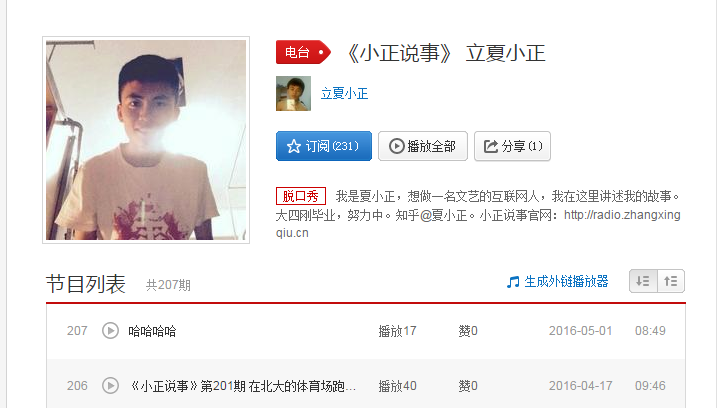 电台 《小正说事》 立夏小正
立夏小正
订阅(231) 播放全部 分享(1)
脱口秀 我是夏小正，想做一名文艺的互联网人，我在这里讲述我的故事。
大四刚毕业，努力中。知乎@夏小正。小正说事官网：http://radio.zhangxing
qiu.cn
节目列表 共207期 生成外链播放器
207 哈哈哈哈 播放17 赞0 2016-05-01 08:49
206 《小正说事》第201期 在北大的体育场跑... 播放40 赞0 2016-04-17 09:46